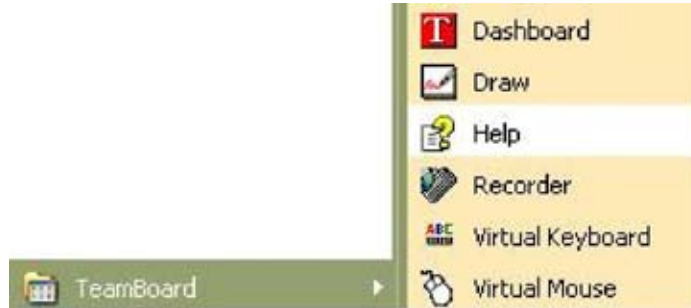 Dashboard
Draw
Help
Recorder
Virtual Keyboard
TeamBoard
Virtual Mouse